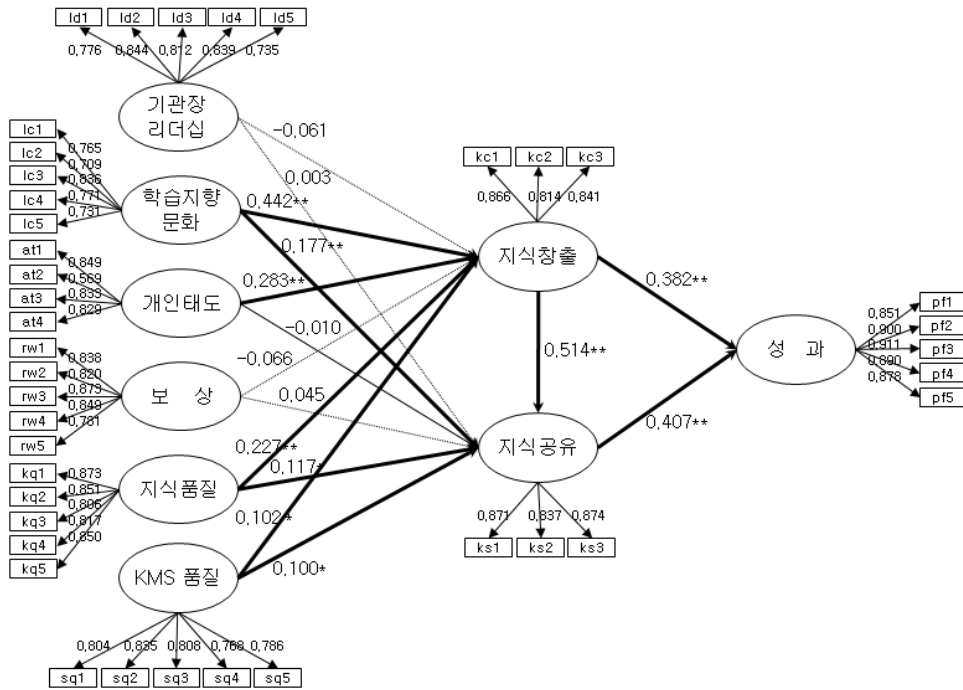 ld1 ld2 ld3 ld4 ld5
0.776 0.844 0.812 0.839 0.735
기관장
리더십
lc1
lc2
lc3
lc4
lc5
0.765
0.709
0.836
0.771
0.731
학습지향
문화
at1
at2
at3
at4
0.849
0.569
0.833
0.829
개인태도
rw1
rw2
rw3
rw4
rw5
0.838
0.820
0.873
0.849
0.781
보 상
kq1
kq2
kq3
kq4
kq5
0.873
0.851
0.806
0.817
0.850
지식품질
KMS 품질
0.804 0.835 0.808 0.768 0.786
sq1 sq2 sq3 sq4 sq5
-0.061
0.003
0.442**
0.177**
0.283**
-0.010
-0.066
0.045
0.227**
0.117*
0.102*
0.100*
kc1 kc2 kc3
0.866 0.814 0.841
지식창출
0.514**
지식공유
0.871 0.837 0.874
ks1 ks2 ks3
0.382**
0.407**
성 과
0.851
0.900
0.911
0.890
0.878
pf1
pf2
pf3
pf4
pf5